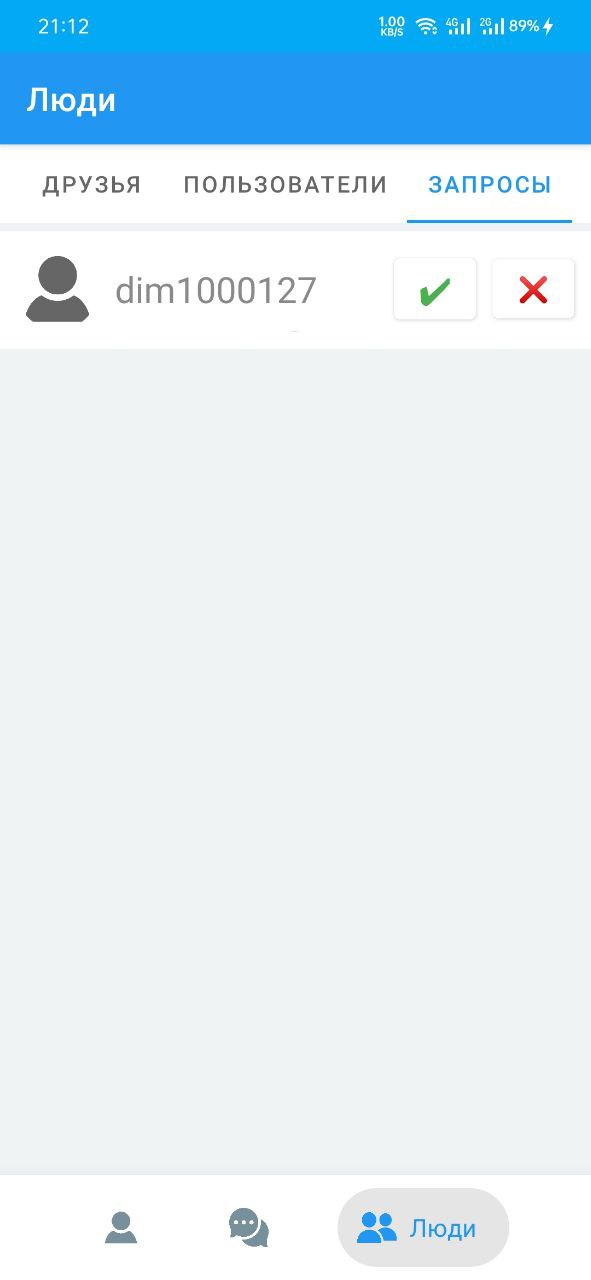 21:12
1.00
KB/S
4G
2G
89%
Люди
ДРУЗЬЯ ПОЛЬЗОВАТЕЛИ ЗАПРОСЫ
dim1000127
Люди